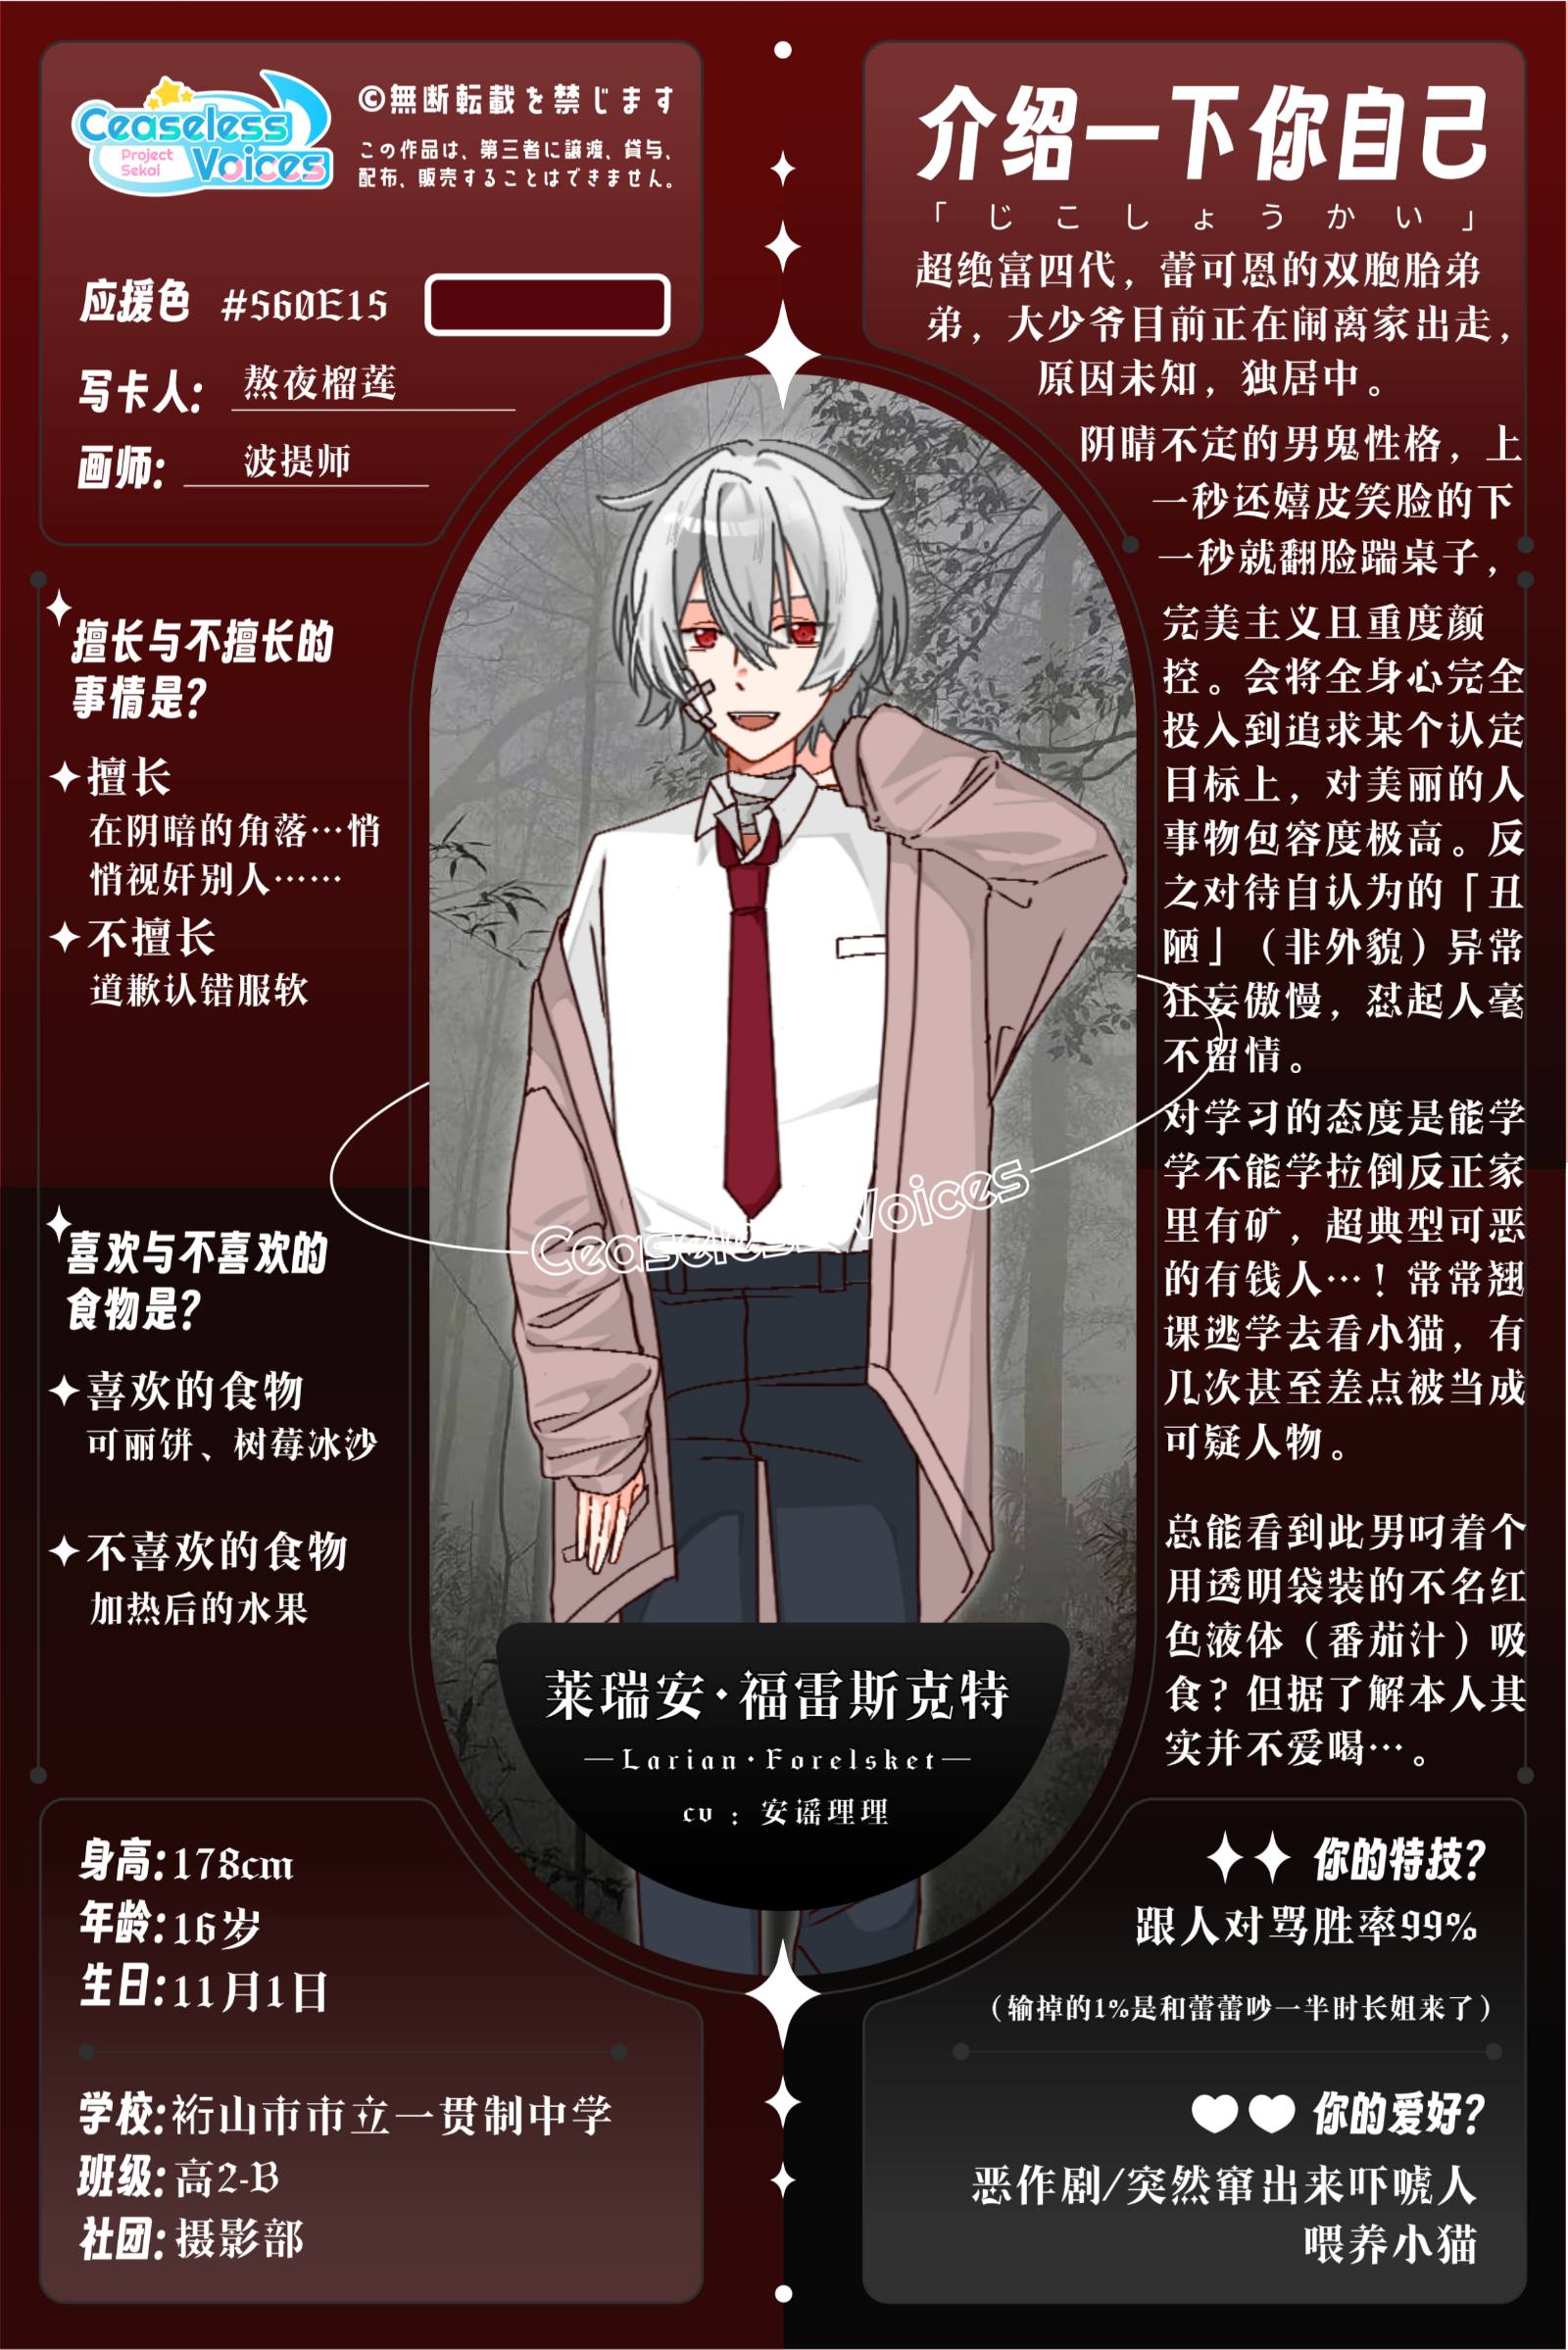 Ceaseless
Voices
Project
Sekai
©無断転載を禁じます
この作品は、第三者に譲渡、貸与、
配布、販売することはできません。
应援色 #560E15
写卡人: 熬夜榴莲
画师: 波提师
擅长与不擅长的
事情是?
擅长
在阴暗的角落…悄
悄视奸别人……
不擅长
道歉认错服软
喜欢与不喜欢的
食物是?
喜欢的食物
可丽饼、树莓冰沙
不喜欢的食物
加热后的水果
介绍一下你自己
「じこしょうかい」
超绝富四代，蕾可恩的双胞胎弟
弟，大少爷目前正在闹离家出走，
原因未知，独居中。
阴晴不定的男鬼性格，上
一秒还嬉皮笑脸的下
一秒就翻脸踹桌子，
完美主义且重度颜
控。会将全身心完全
投入到追求某个认定
目标上，对美丽的人
事物包容度极高。反
之对待自认为的「丑
陋」（非外貌）异常
狂妄傲慢，怼起人毫
不留情。
对学习的态度是能学
学不能学拉倒反正家
里有矿，超典型可恶
的有钱人…！常常翘
课逃学去看小猫，有
几次甚至差点被当成
可疑人物。
总能看到此男叼着个
用透明袋装的不名红
色液体（番茄汁）吸
食？但据了解本人其
实并不爱喝…。
Ceaseless Voices
莱瑞安·福雷斯克特
—Larian·Forelsket—
cv : 安谣理理
身高:178cm
年龄:16岁
生日:11月1日
学校:裄山市市立一贯制中学
班级:高2-B
社团:摄影部
你的特技?
跟人对骂胜率99%
（输掉的1%是和蕾蕾吵一半时长姐来了）
你的爱好?
恶作剧/突然窜出来吓唬人
喂养小猫